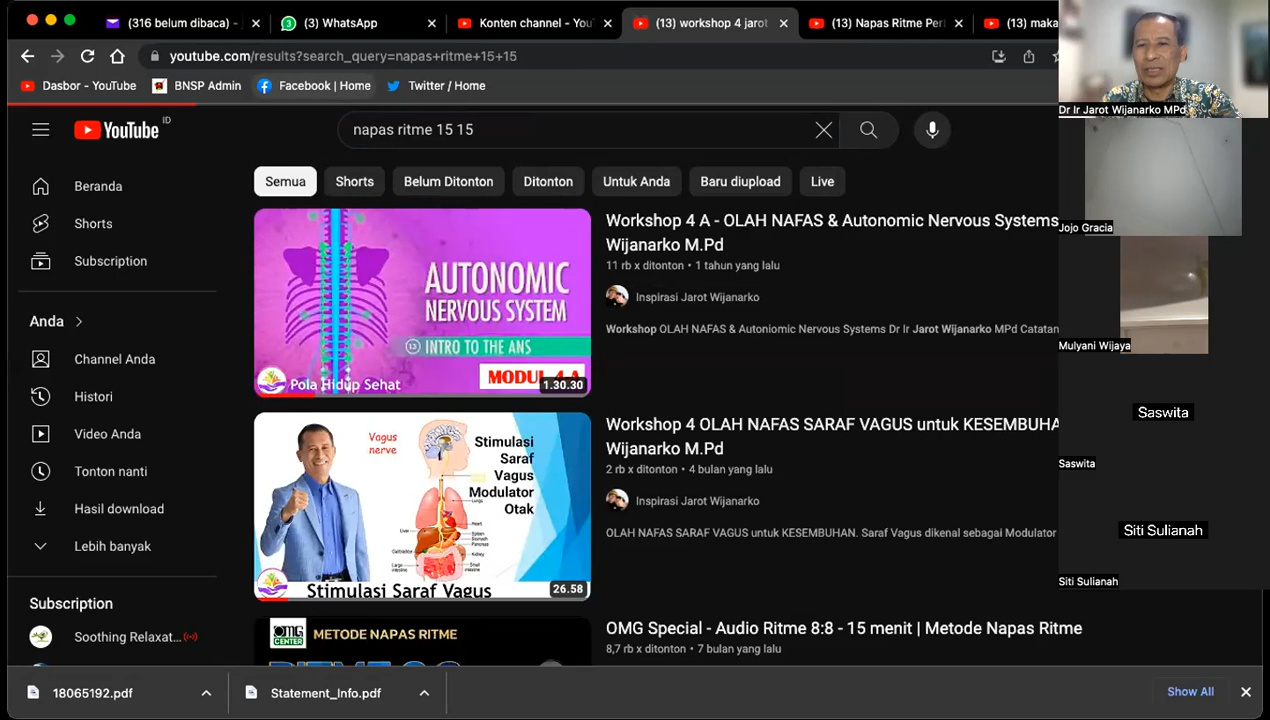 (316 belum dibaca) -
(3) WhatsApp
Konten channel - You
(13) workshop 4 jarot
(13) Napas Ritme Per
(13) maka
youtube.com/results?search_query=napas+ritme+15+15
Dasbor - YouTube
BNSP Admin
Facebook | Home
Twitter / Home
YouTube ID
napas ritme 15 15
Semua
Shorts
Belum Ditonton
Ditonton
Untuk Anda
Baru diupload
Live
Beranda
Shorts
Subscription
Anda
Channel Anda
Histori
Video Anda
Tonton nanti
Hasil download
Lebih banyak
Subscription
Soothing Relaxat...
AUTONOMIC
NERVOUS SYSTEM
INTRO TO THE ANS
MODUL 4 A
Pola Hidup Sehat
1.30.30
Workshop 4 A - OLAH NAFAS & Autonomic Nervous Systems
Wijanarko M.Pd
11 rb x ditonton • 1 tahun yang lalu
Inspirasi Jarot Wijanarko
Workshop OLAH NAFAS & Autoniomic Nervous Systems Dr Ir Jarot Wijanarko MPd Catatan
Vagus
nerve
Stimulasi
Saraf
Vagus
Modulator
Otak
Stimulasi Saraf Vagus
26.58
Workshop 4 OLAH NAFAS SARAF VAGUS untuk KESEMBUHA
Wijanarko M.Pd
2 rb x ditonton • 4 bulan yang lalu
Inspirasi Jarot Wijanarko
OLAH NAFAS SARAF VAGUS untuk KESEMBUHAN. Saraf Vagus dikenal sebagai Modulator
OMG
CENTER
METODE NAPAS RITME
OMG Special - Audio Ritme 8:8 - 15 menit | Metode Napas Ritme
8,7 rb x ditonton • 7 bulan yang lalu
Dr Ir Jarot Wijanarko MPd
Jojo Gracia
Mulyani Wijaya
Saswita
Saswita
Siti Sulianah
Siti Sulianah
18065192.pdf
Statement_Info.pdf
Show All